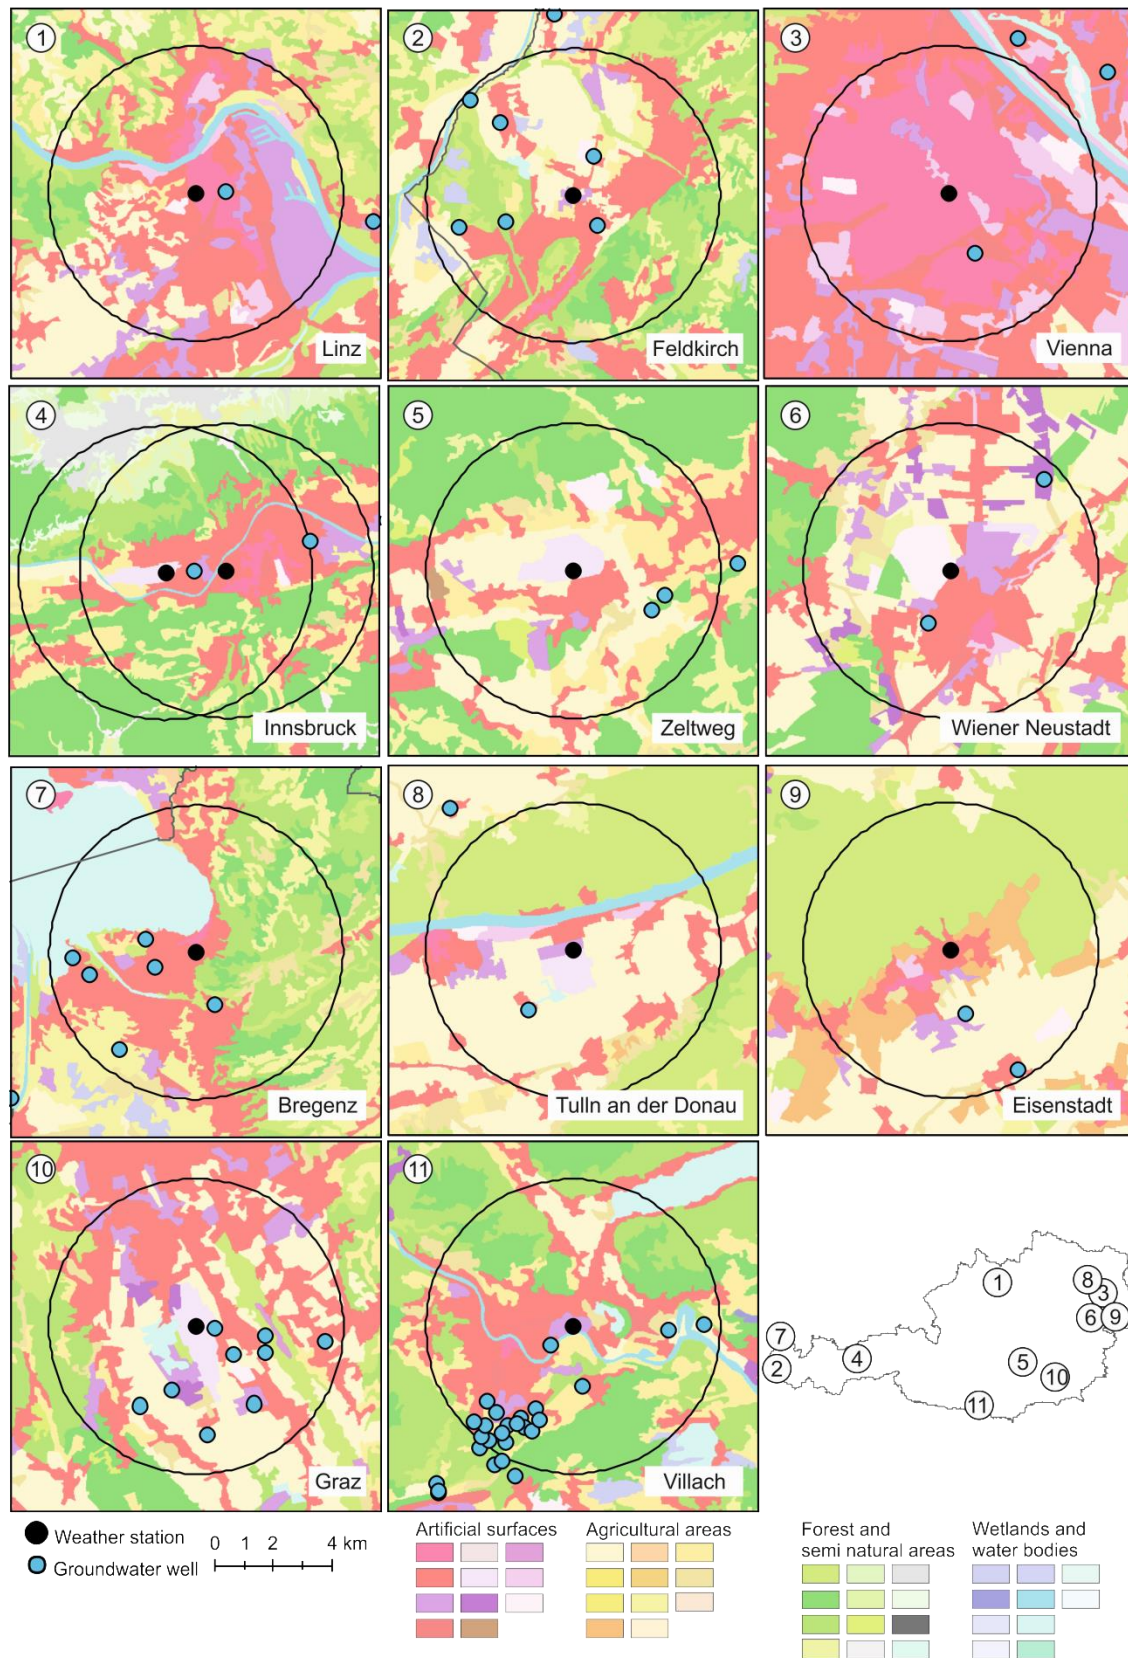 1
2
3
Linz
Feldkirch
Vienna
4
5
6
Innsbruck
Zeltweg
Wiener Neustadt
7
8
9
Bregenz
Tulln an der Donau
Eisenstadt
10
11
Graz
Villach
1
8
3
6
9
7
2
4
5
10
11
Weather station
Groundwater well
0 1 2 4 km
Artificial surfaces
Agricultural areas
Forest and
semi natural areas
Wetlands and
water bodies